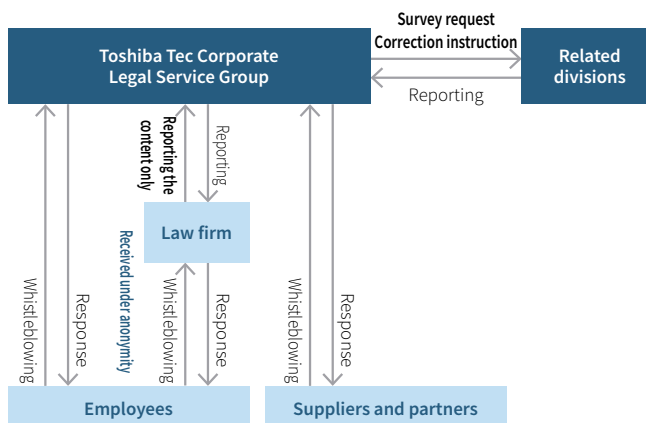 Survey request
Correction instruction
Toshiba Tec Corporate
Legal Service Group
Related
divisions
Reporting
Reporting the
content only
Reporting
Law firm
Received under anonymity
Whistleblowing
Response
Whistleblowing
Response
Whistleblowing
Response
Employees
Suppliers and partners